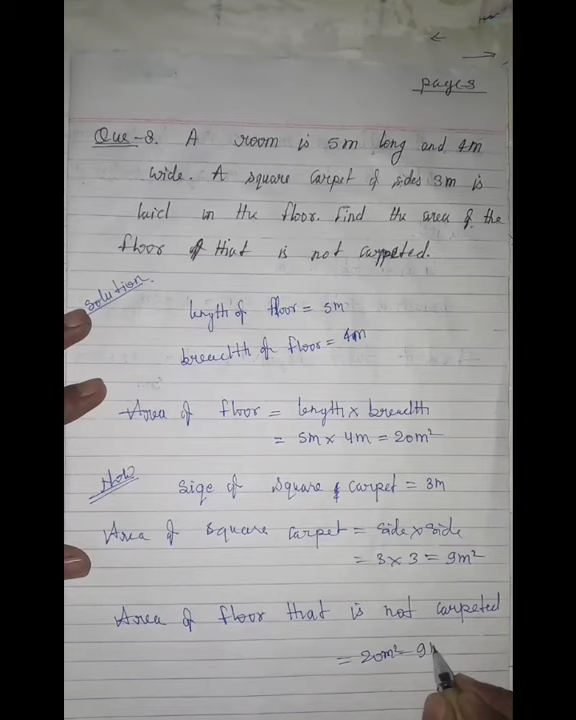 page-8
Que-8. A room is 5m long and 4m
wide. A square carpet of sides 3m is
laid on the floor. Find the area of the
floor of that is not carpeted.
Solution.
length of floor = 5m
breadth of floor = 4m
Area of floor = length × breadth
= 5m × 4m = 20m²
Now
Side of square carpet = 3m
Area of square carpet = side × side
= 3 × 3 = 9m²
Area of floor that is not carpeted
= 20m² - 9